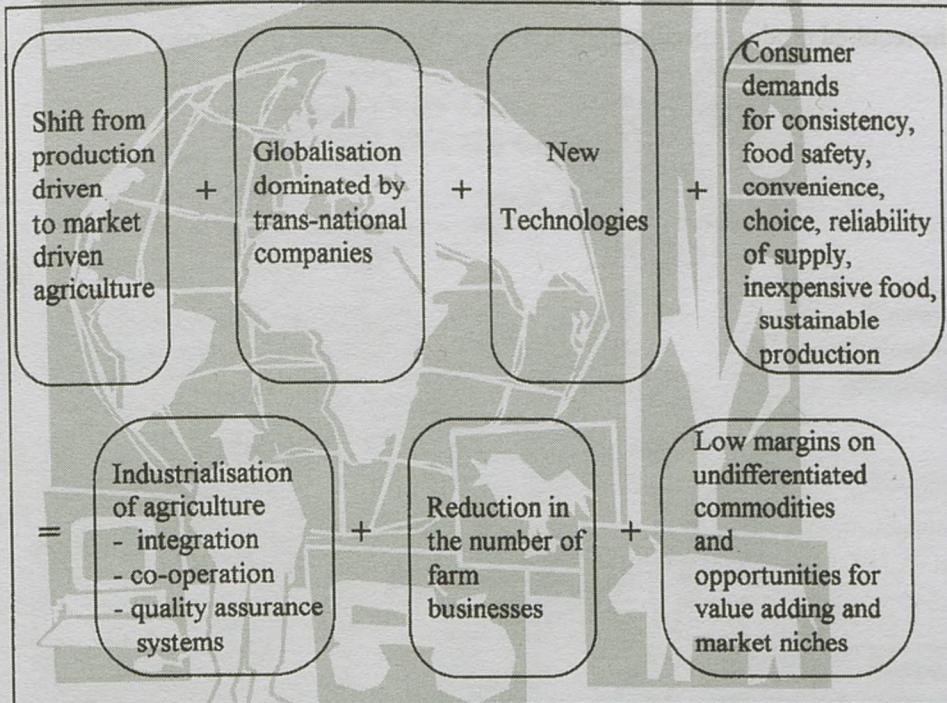 Shift from
production
driven
to market
driven
agriculture
+
Globalisation
dominated by
trans-national
companies
+
New
Technologies
+
Consumer
demands
for consistency,
food safety,
convenience,
choice, reliability
of supply,
inexpensive food,
sustainable
production
=
Industrialisation
of agriculture
- integration
- co-operation
- quality assurance
systems
+
Reduction in
the number of
farm
businesses
+
Low margins on
undifferentiated
commodities
and
opportunities for
value adding and
market niches